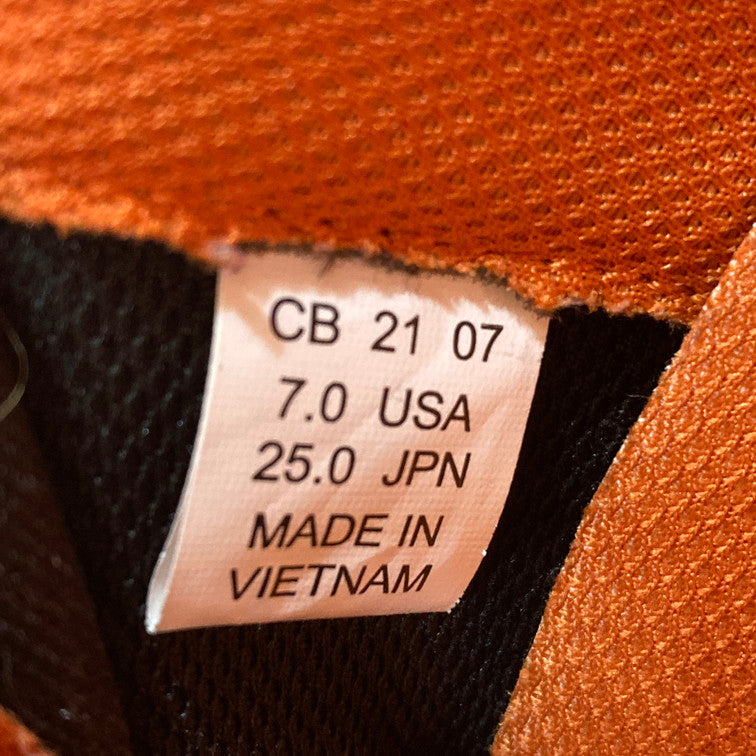 CB 21 07
7.0 USA
25.0 JPN
MADE IN
VIETNAM